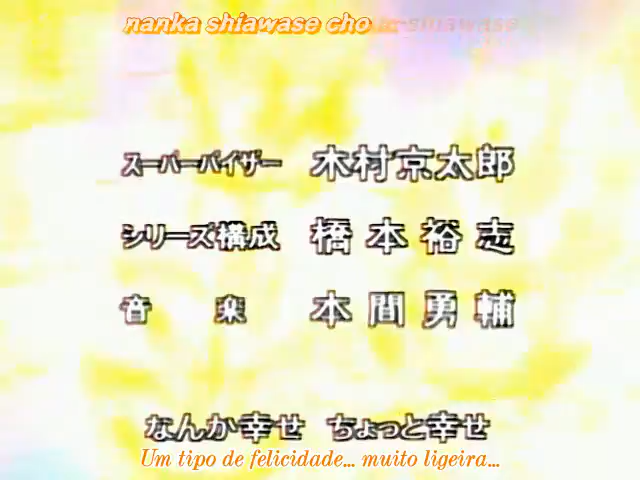 nanka shiawase cho
スーパーバイザー 木村京太郎
シリーズ構成 橋本裕志
音楽 本間勇輔
なんか幸せ ちょっと幸せ
Um tipo de felicidade... muito ligeira...